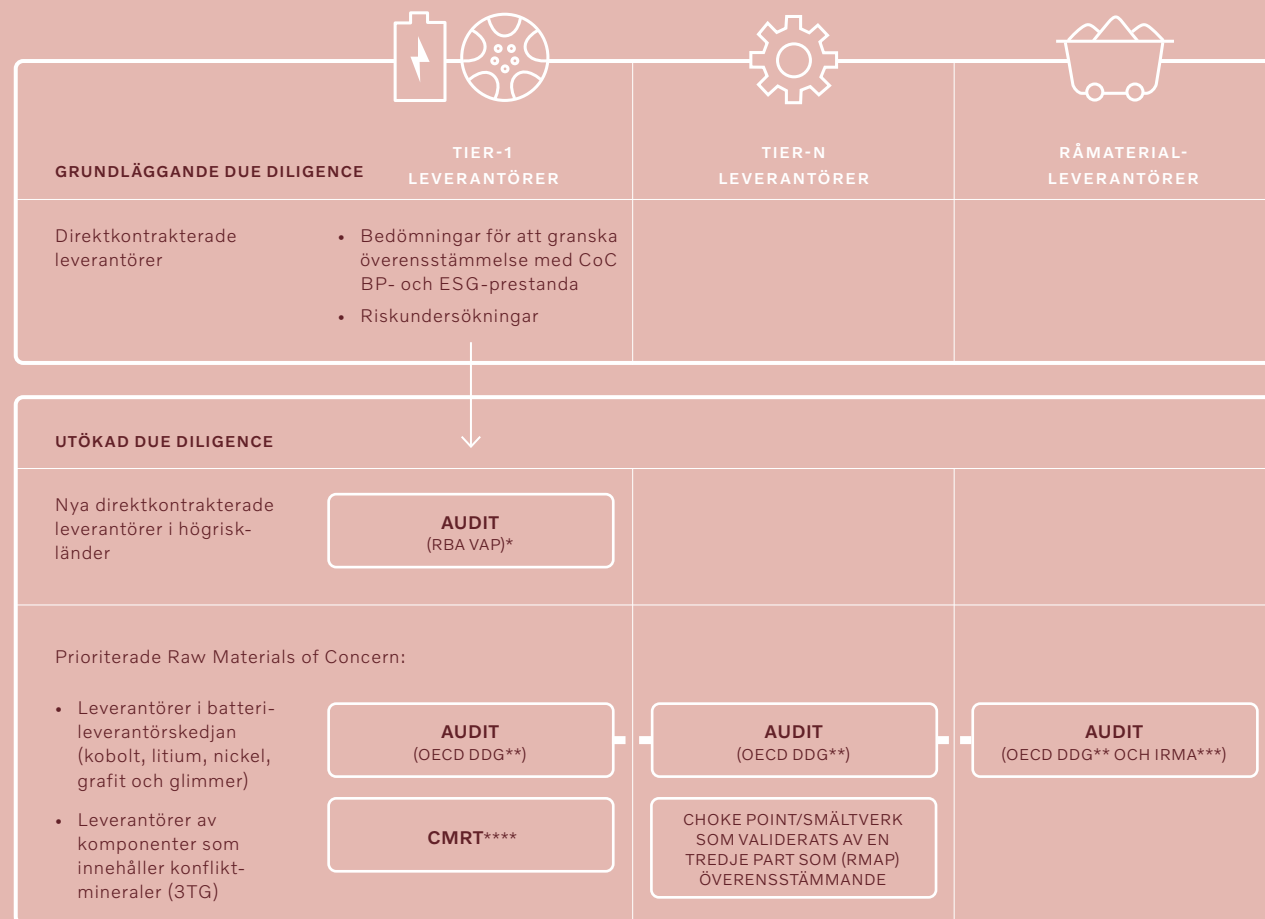 GRUNDLÄGGANDE DUE DILIGENCE
TIER-1
LEVERANTÖRER
TIER-N
LEVERANTÖRER
RÅMATERIAL-
LEVERANTÖRER
Direktkontrakterade
leverantörer
• Bedömningar för att granska
överensstämmelse med CoC
BP- och ESG-prestanda
• Riskundersökningar
UTÖKAD DUE DILIGENCE
Nya direktkontrakterade
leverantörer i högrisk-
länder
AUDIT
(RBA VAP)*
Prioriterade Raw Materials of Concern:
• Leverantörer i batteri-
leverantörskedjan
(kobolt, litium, nickel,
grafit och glimmer)
AUDIT
(OECD DDG**)
AUDIT
(OECD DDG**)
AUDIT
(OECD DDG** OCH IRMA***)
• Leverantörer av
komponenter som
innehåller konflikt-
mineraler (3TG)
CMRT****
CHOKE POINT/SMÄLTVERK
SOM VALIDERATS AV EN
TREDJE PART SOM (RMAP)
ÖVERENSSTÄMMANDE